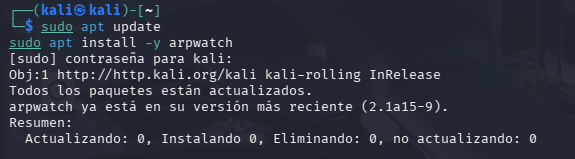 ┌──(kali㉿kali)-[~]
└─$ sudo apt update
sudo apt install -y arpwatch
[sudo] contraseña para kali:
Obj:1 http://http.kali.org/kali kali-rolling InRelease
Todos los paquetes están actualizados.
arpwatch ya está en su versión más reciente (2.1a15-9).
Resumen:
  Actualizando: 0, Instalando 0, Eliminando: 0, no actualizando: 0